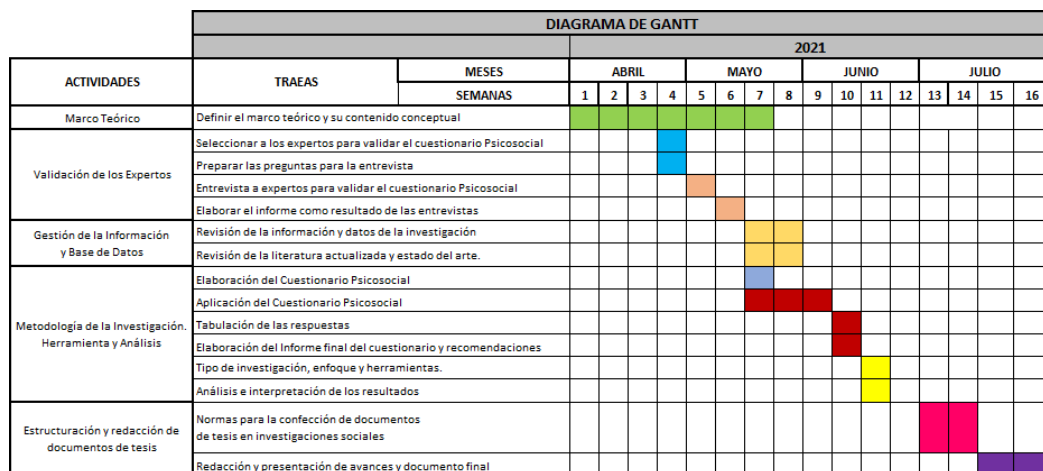 DIAGRAMA DE GANTT
2021
ACTIVIDADES
TRAEAS
MESES
ABRIL
MAYO
JUNIO
JULIO
SEMANAS
1 2 3 4 5 6 7 8 9 10 11 12 13 14 15 16
Marco Teórico
Definir el marco teórico y su contenido conceptual
Validación de los Expertos
Seleccionar a los expertos para validar el cuestionario Psicosocial
Preparar las preguntas para la entrevista
Entrevista a expertos para validar el cuestionario Psicosocial
Elaborar el informe como resultado de las entrevistas
Gestión de la Información
y Base de Datos
Revisión de la información y datos de la investigación
Revisión de la literatura actualizada y estado del arte.
Metodología de la Investigación.
Herramienta y Análisis
Elaboración del Cuestionario Psicosocial
Aplicación del Cuestionario Psicosocial
Tabulación de las respuestas
Elaboración del Informe final del cuestionario y recomendaciones
Tipo de investigación, enfoque y herramientas.
Análisis e interpretación de los resultados
Estructuración y redacción de
documentos de tesis
Normas para la confección de documentos
de tesis en investigaciones sociales
Redacción y presentación de avances y documento final